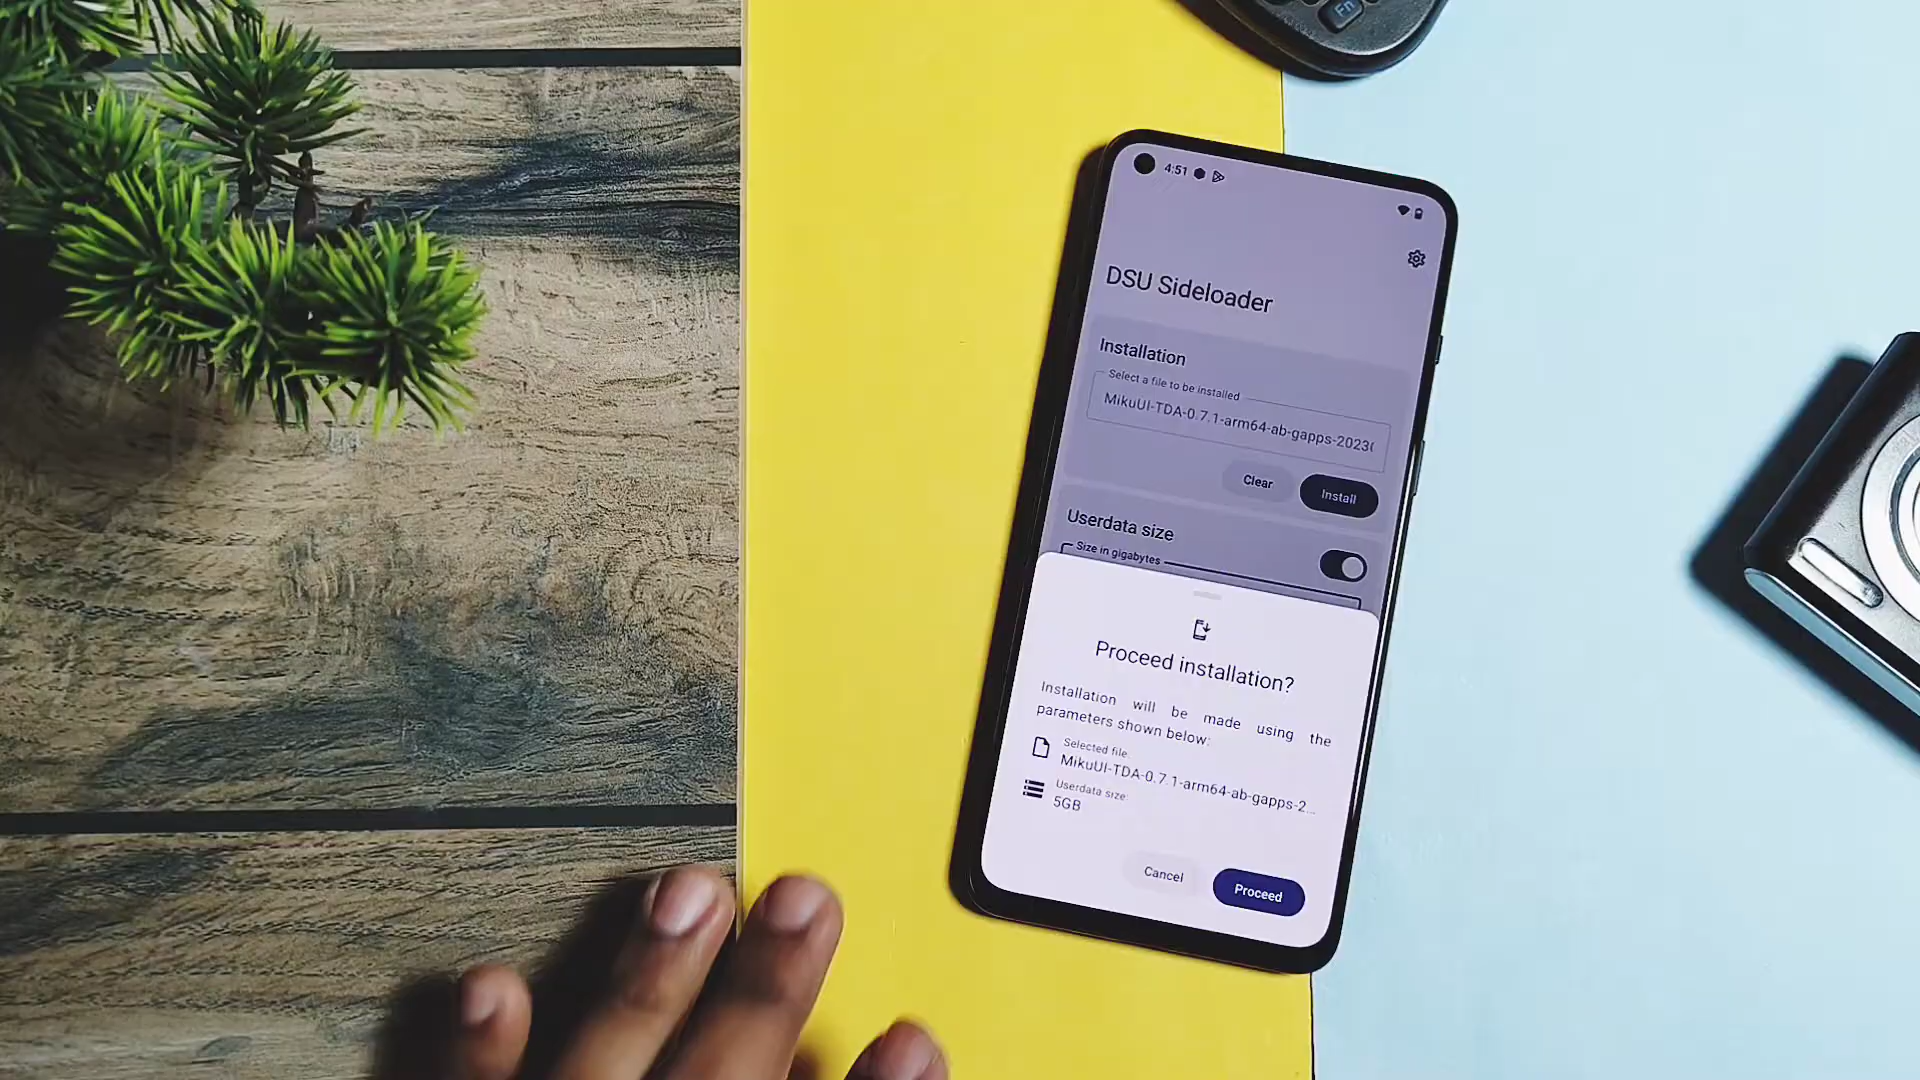 Fn
4:51
DSU Sideloader
Installation
Select a file to be installed
MikuUI-TDA-0.7.1-arm64-ab-gapps-2023(
Clear
Install
Userdata size
Size in gigabytes
Proceed installation?
Installation will be made using the
parameters shown below:
Selected file:
MikuUI-TDA-0.7.1-arm64-ab-gapps-2...
Userdata size:
5GB
Cancel
Proceed